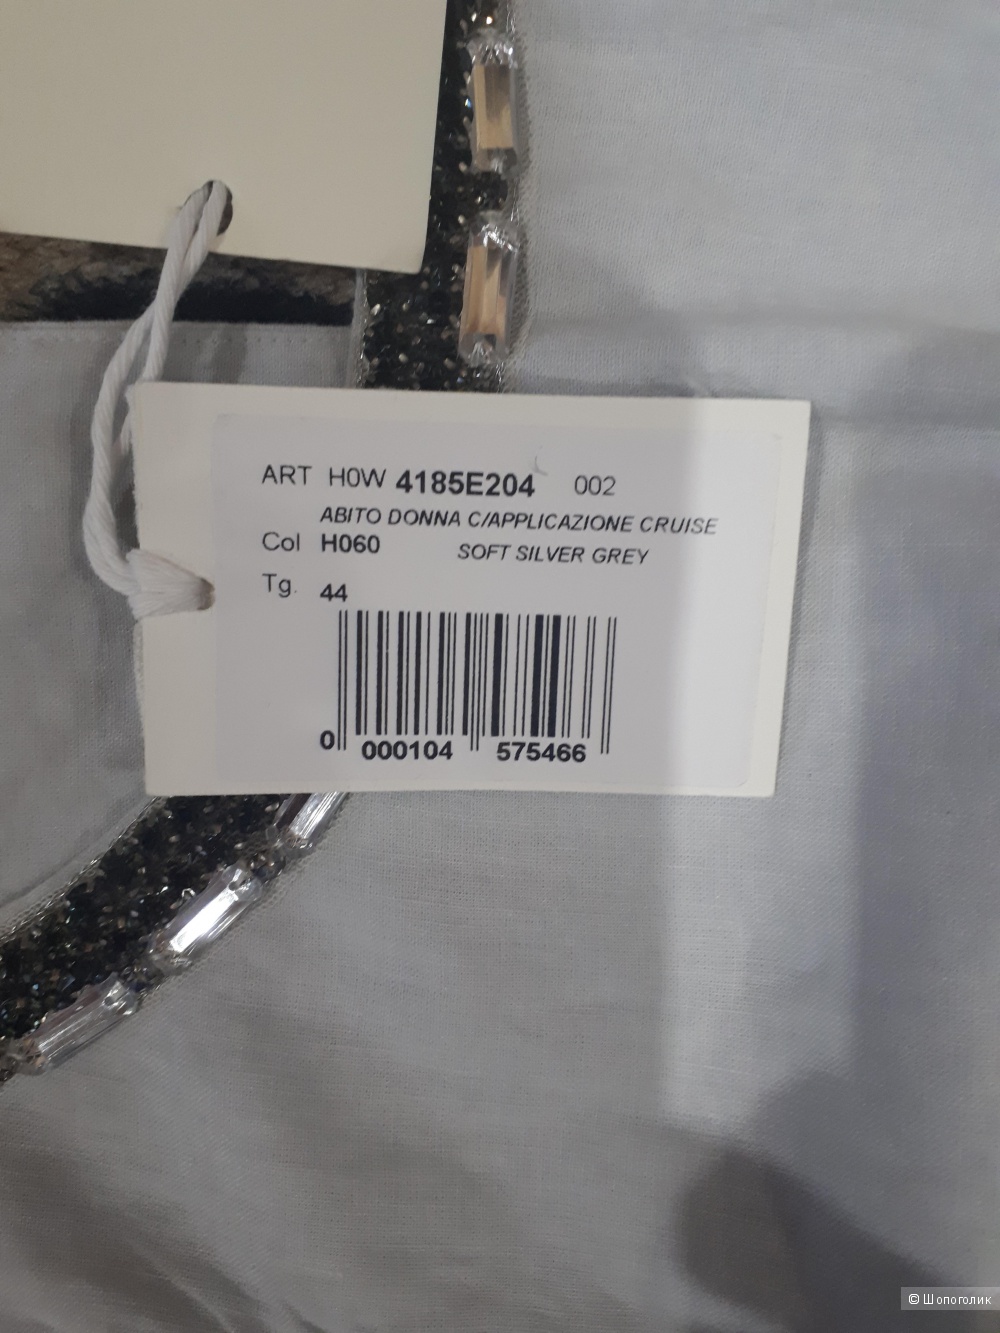 ART H0W 4185E204 002
ABITO DONNA C/APPLICAZIONE CRUISE
Col H060 SOFT SILVER GREY
Tg. 44
0 000104 575466
© Шопоголик